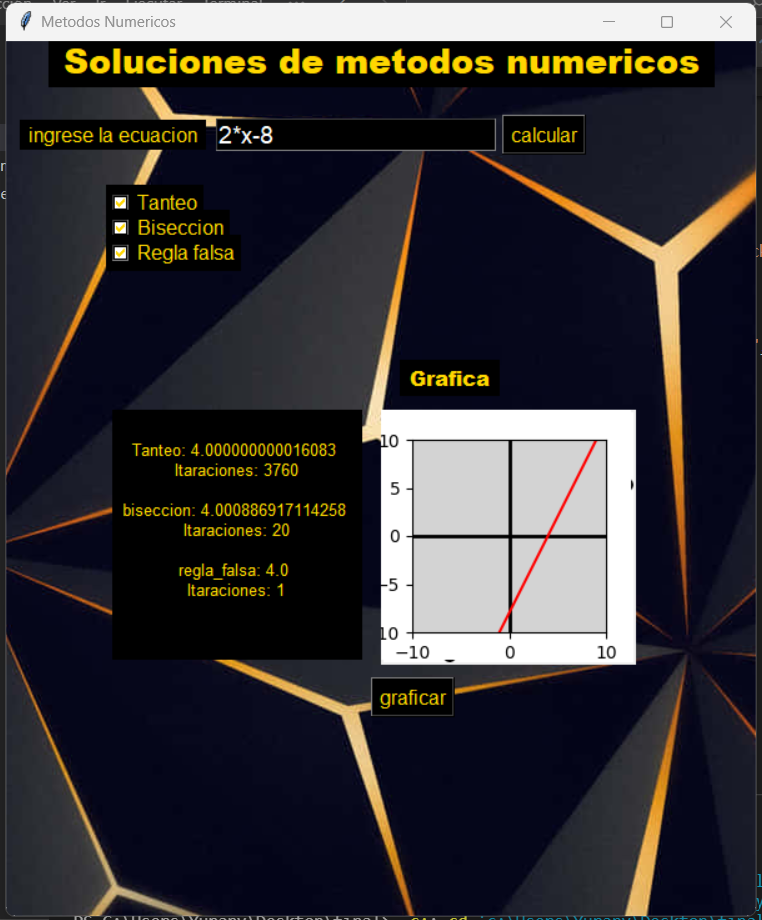 Metodos Numericos
Soluciones de metodos numericos
ingrese la ecuacion 2*x-8 calcular
Tanteo
Biseccion
Regla falsa
Grafica
Tanteo: 4.000000000016083
Itaraciones: 3760
biseccion: 4.000886917114258
Itaraciones: 20
regla_falsa: 4.0
Itaraciones: 1
10
5
0
−5
10
−10 0 10
graficar